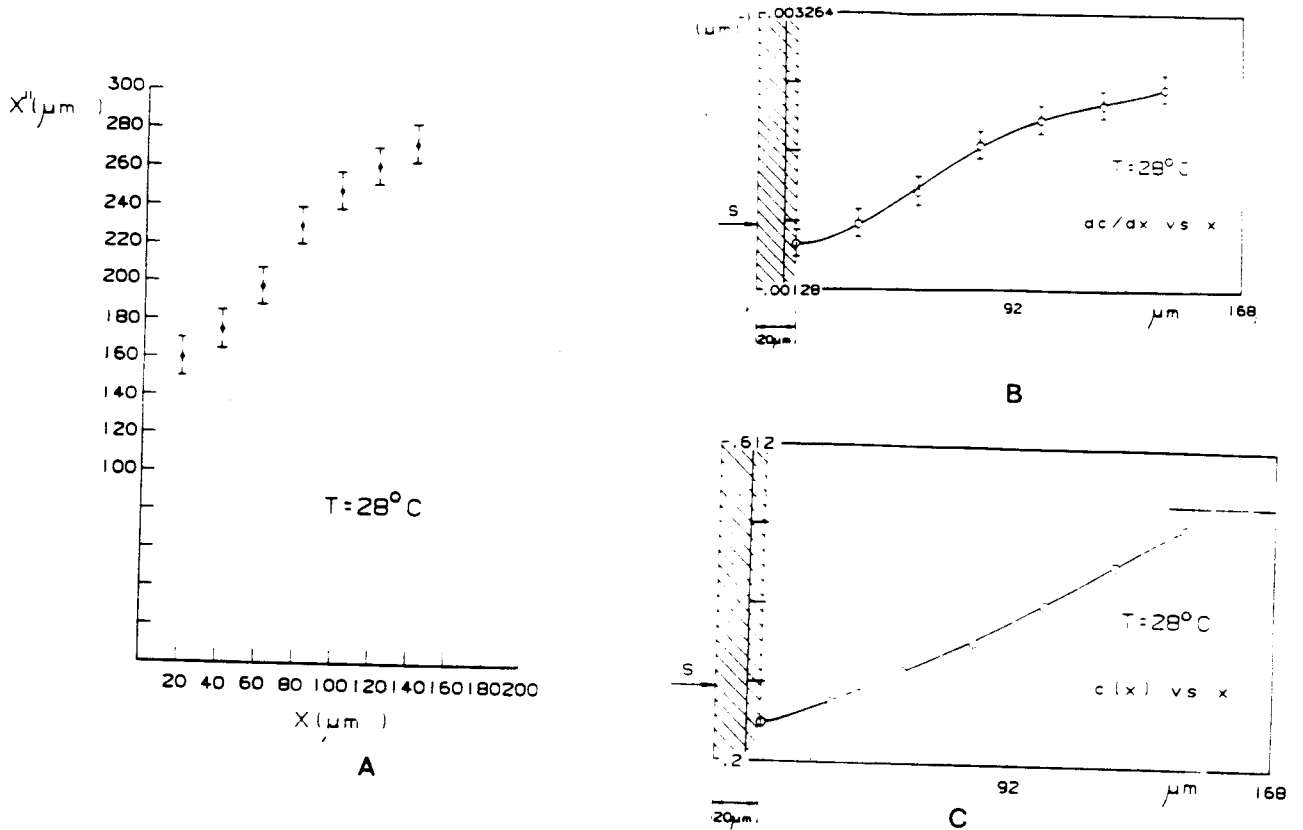 X"(μm)
300
280
260
240
220
200
180
160
140
120
100
T=28°C
20 40 60 80 100 120 140 160 180 200
X(μm)
A
(μm)⁻¹
.003264
T=28°C
dc/dx vs x
S
.00128
92 μm 168
20μm
B
.612
T=28°C
c(x) vs x
S
.2
92 μm 168
20μm
C